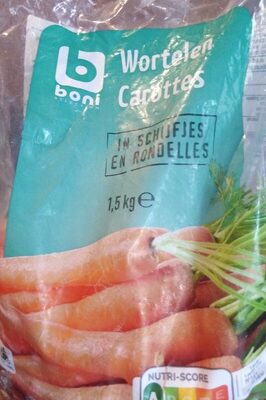 boni
Wortelen
Carottes
IN SCHIJFJES
EN RONDELLES
1,5 kg e
NUTRI-SCORE